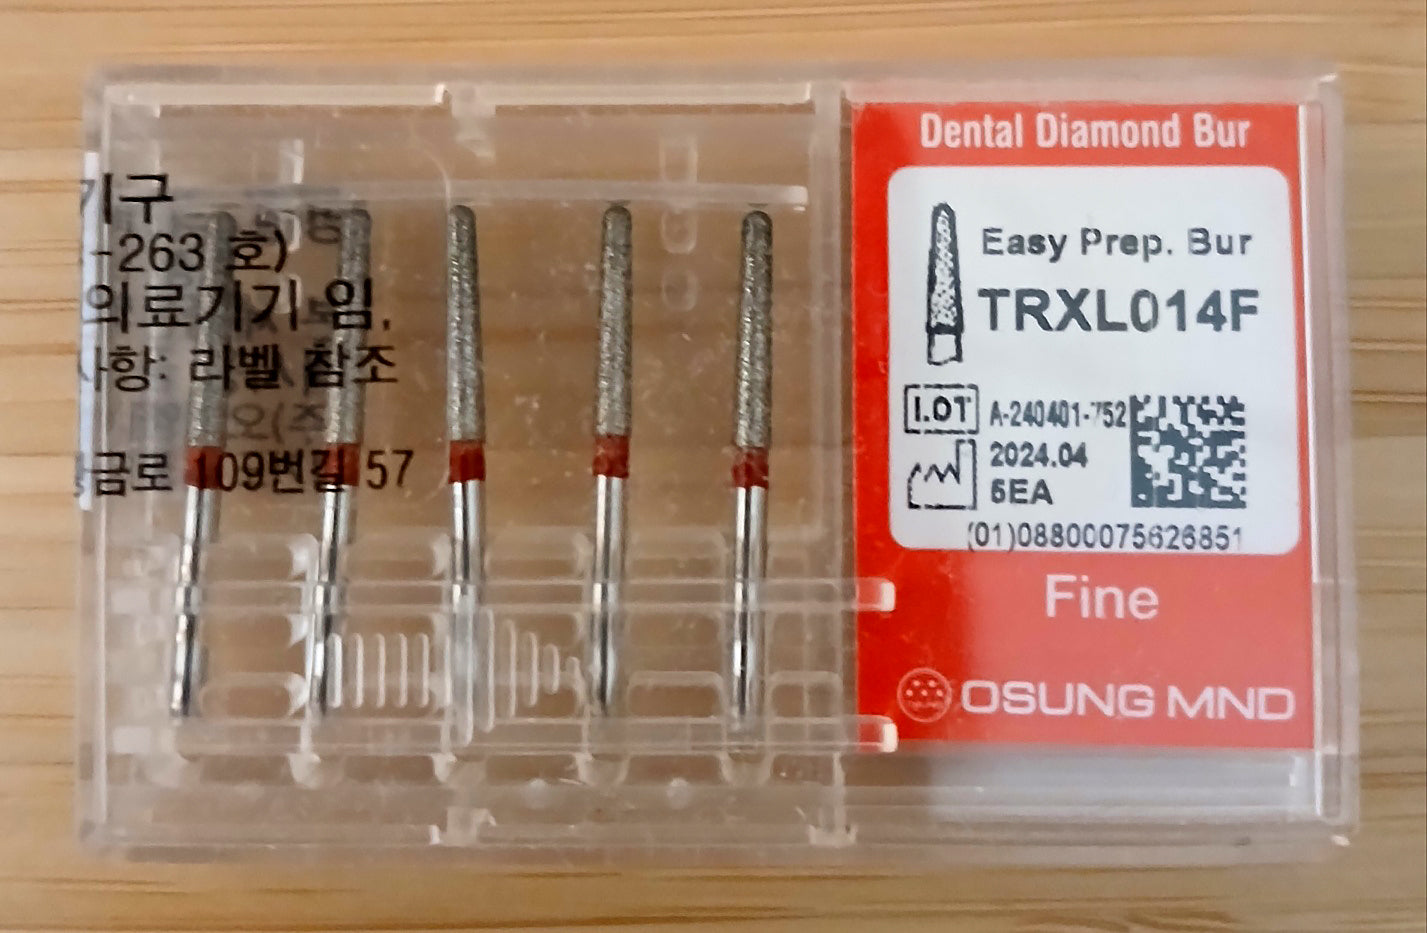 기구
-263 호)
의료기기 임.
사항: 라벨 참조
오(주
금로 109번길 57
Dental Diamond Bur
Easy Prep. Bur
TRXL014F
LOT A-240401-752
2024.04
5EA
(01)08800075626851
Fine
OSUNG MND